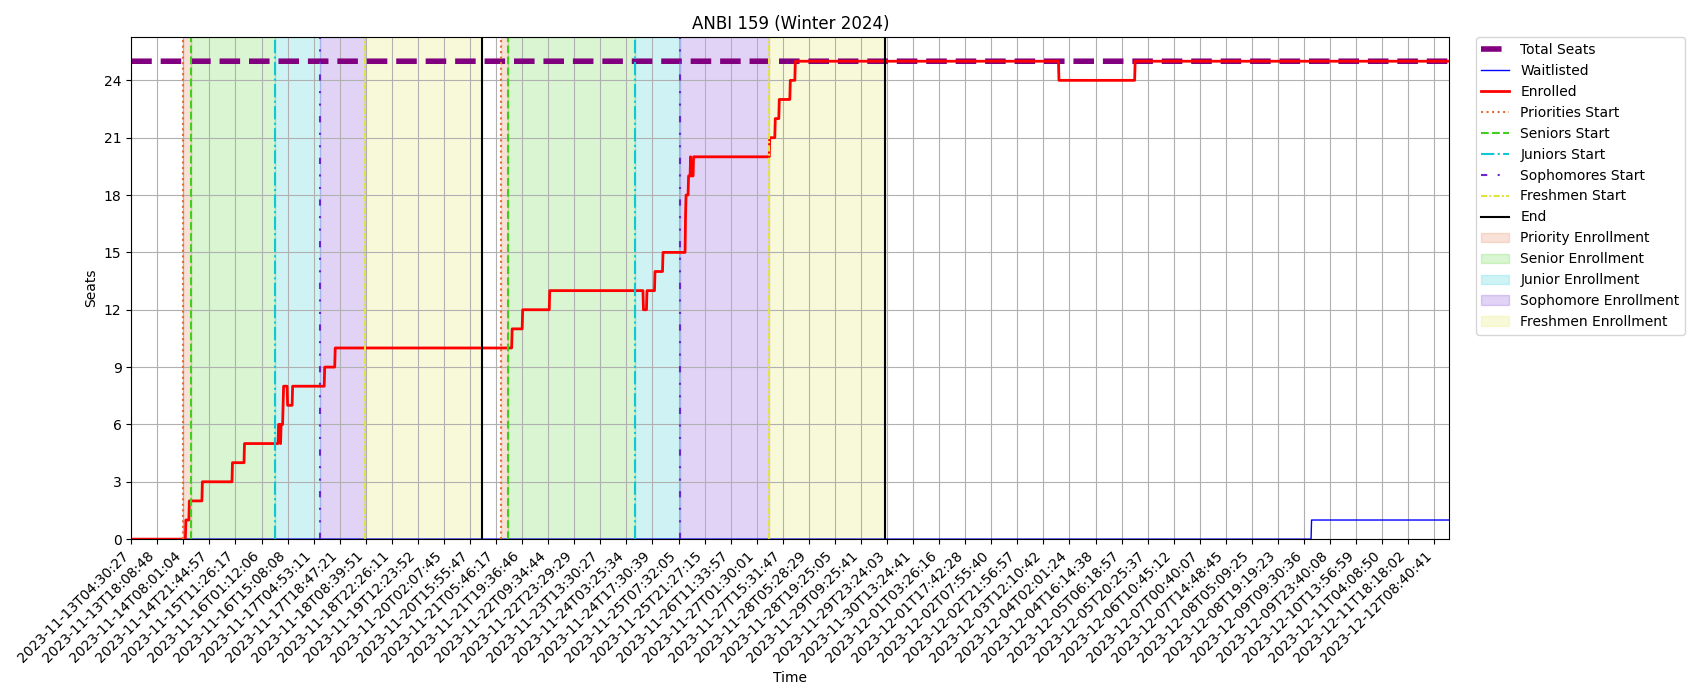 ANBI 159 (Winter 2024)
Seats
24
21
18
15
12
9
6
3
0
2023-11-13T04:30:27
2023-11-13T18:08:48
2023-11-14T08:01:04
2023-11-14T21:44:57
2023-11-15T11:26:17
2023-11-16T01:12:06
2023-11-16T15:08:08
2023-11-17T04:53:11
2023-11-17T18:47:21
2023-11-18T08:39:51
2023-11-18T22:26:11
2023-11-19T12:23:52
2023-11-20T02:07:45
2023-11-20T15:55:47
2023-11-21T05:46:17
2023-11-21T19:36:46
2023-11-22T09:34:44
2023-11-22T23:29:29
2023-11-23T13:30:27
2023-11-24T03:25:34
2023-11-24T17:30:39
2023-11-25T07:32:05
2023-11-25T21:27:15
2023-11-26T11:33:57
2023-11-27T01:30:01
2023-11-27T15:31:47
2023-11-28T05:28:29
2023-11-28T19:25:05
2023-11-29T09:25:41
2023-11-29T23:24:03
2023-11-30T13:24:41
2023-12-01T03:26:16
2023-12-01T17:42:28
2023-12-02T07:55:40
2023-12-02T21:56:57
2023-12-03T12:10:42
2023-12-04T02:01:24
2023-12-04T16:14:38
2023-12-05T06:18:57
2023-12-05T20:25:37
2023-12-06T10:45:12
2023-12-07T00:40:07
2023-12-07T14:48:45
2023-12-08T05:09:25
2023-12-08T19:19:23
2023-12-09T09:30:36
2023-12-09T23:40:08
2023-12-10T13:56:59
2023-12-11T04:08:50
2023-12-11T18:18:02
2023-12-12T08:40:41
Time
Total Seats
Waitlisted
Enrolled
Priorities Start
Seniors Start
Juniors Start
Sophomores Start
Freshmen Start
End
Priority Enrollment
Senior Enrollment
Junior Enrollment
Sophomore Enrollment
Freshmen Enrollment